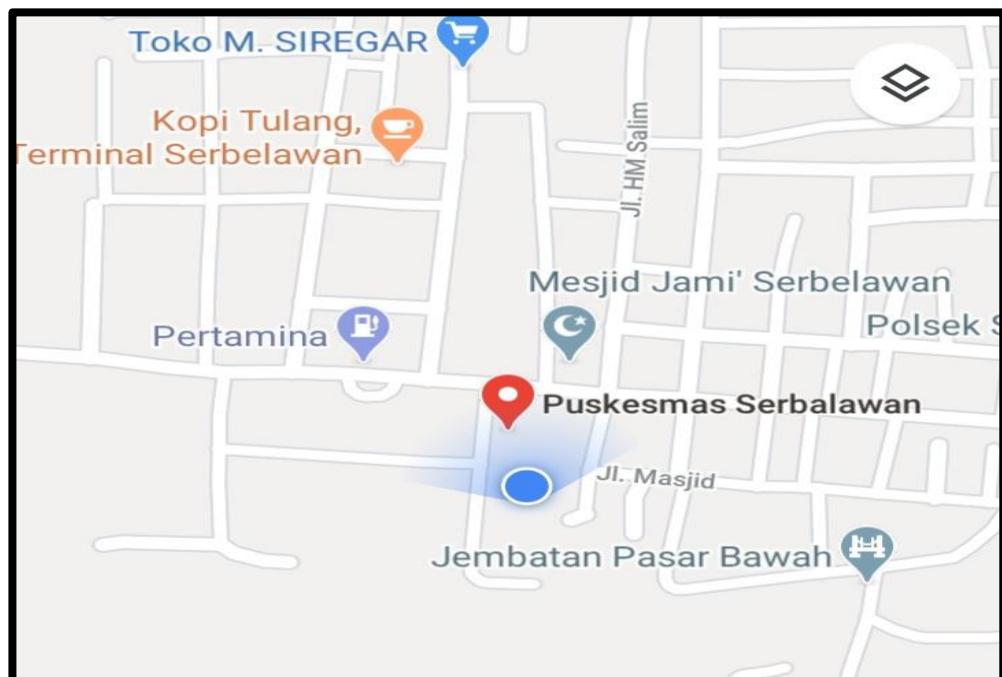 Toko M. SIREGAR
Kopi Tulang,
Terminal Serbelawan
Jl. HM Salim
Mesjid Jami' Serbelawan
Pertamina
Polsek S
Puskesmas Serbalawan
Jl. Masjid
Jembatan Pasar Bawah